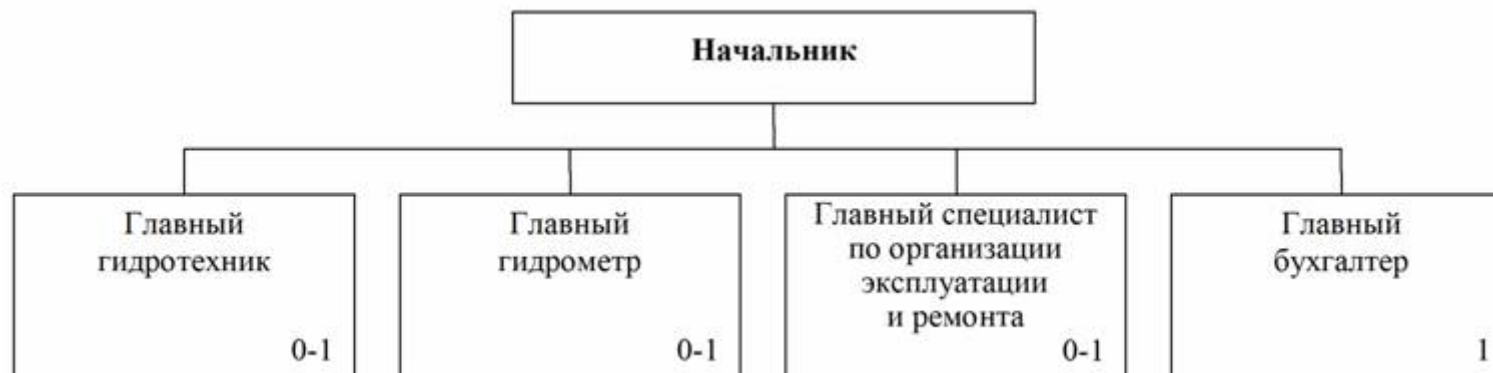 Начальник
Главный
гидротехник
0-1
Главный
гидрометр
0-1
Главный специалист
по организации
эксплуатации
и ремонта
0-1
Главный
бухгалтер
1